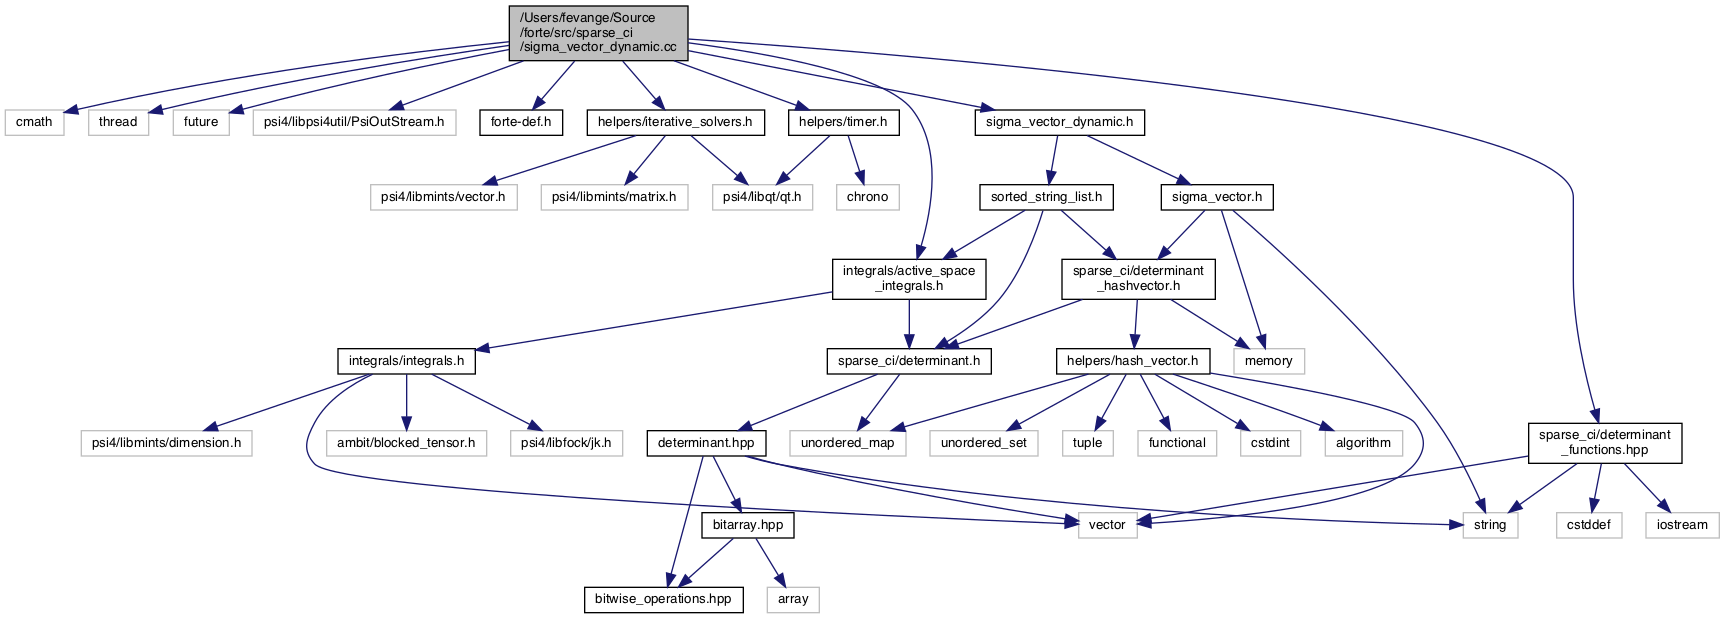 /Users/fevange/Source
/forte/src/sparse_ci
/sigma_vector_dynamic.cc
cmath
thread
future
psi4/libpsi4util/PsiOutStream.h
forte-def.h
helpers/iterative_solvers.h
helpers/timer.h
sigma_vector_dynamic.h
psi4/libmints/vector.h
psi4/libmints/matrix.h
psi4/libqt/qt.h
chrono
sorted_string_list.h
sigma_vector.h
integrals/active_space
_integrals.h
sparse_ci/determinant
_hashvector.h
integrals/integrals.h
sparse_ci/determinant.h
helpers/hash_vector.h
memory
psi4/libmints/dimension.h
ambit/blocked_tensor.h
psi4/libfock/jk.h
determinant.hpp
unordered_map
unordered_set
tuple
functional
cstdint
algorithm
sparse_ci/determinant
_functions.hpp
bitarray.hpp
vector
string
cstddef
iostream
bitwise_operations.hpp
array